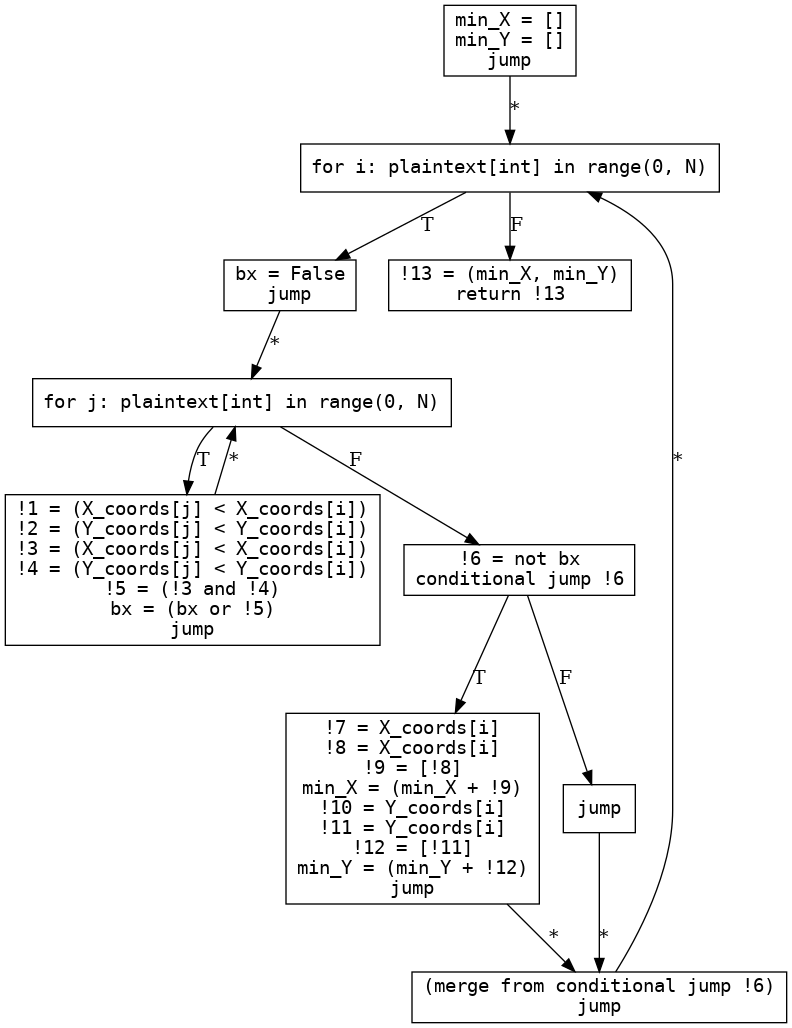 min_X = []
min_Y = []
jump
*
for i: plaintext[int] in range(0, N)
T
F
bx = False
jump
!13 = (min_X, min_Y)
return !13
*
for j: plaintext[int] in range(0, N)
T
*
F
*
!1 = (X_coords[j] < X_coords[i])
!2 = (Y_coords[j] < Y_coords[i])
!3 = (X_coords[j] < X_coords[i])
!4 = (Y_coords[j] < Y_coords[i])
!5 = (!3 and !4)
bx = (bx or !5)
jump
!6 = not bx
conditional jump !6
T
F
!7 = X_coords[i]
!8 = X_coords[i]
!9 = [!8]
min_X = (min_X + !9)
!10 = Y_coords[i]
!11 = Y_coords[i]
!12 = [!11]
min_Y = (min_Y + !12)
jump
jump
*
*
(merge from conditional jump !6)
jump